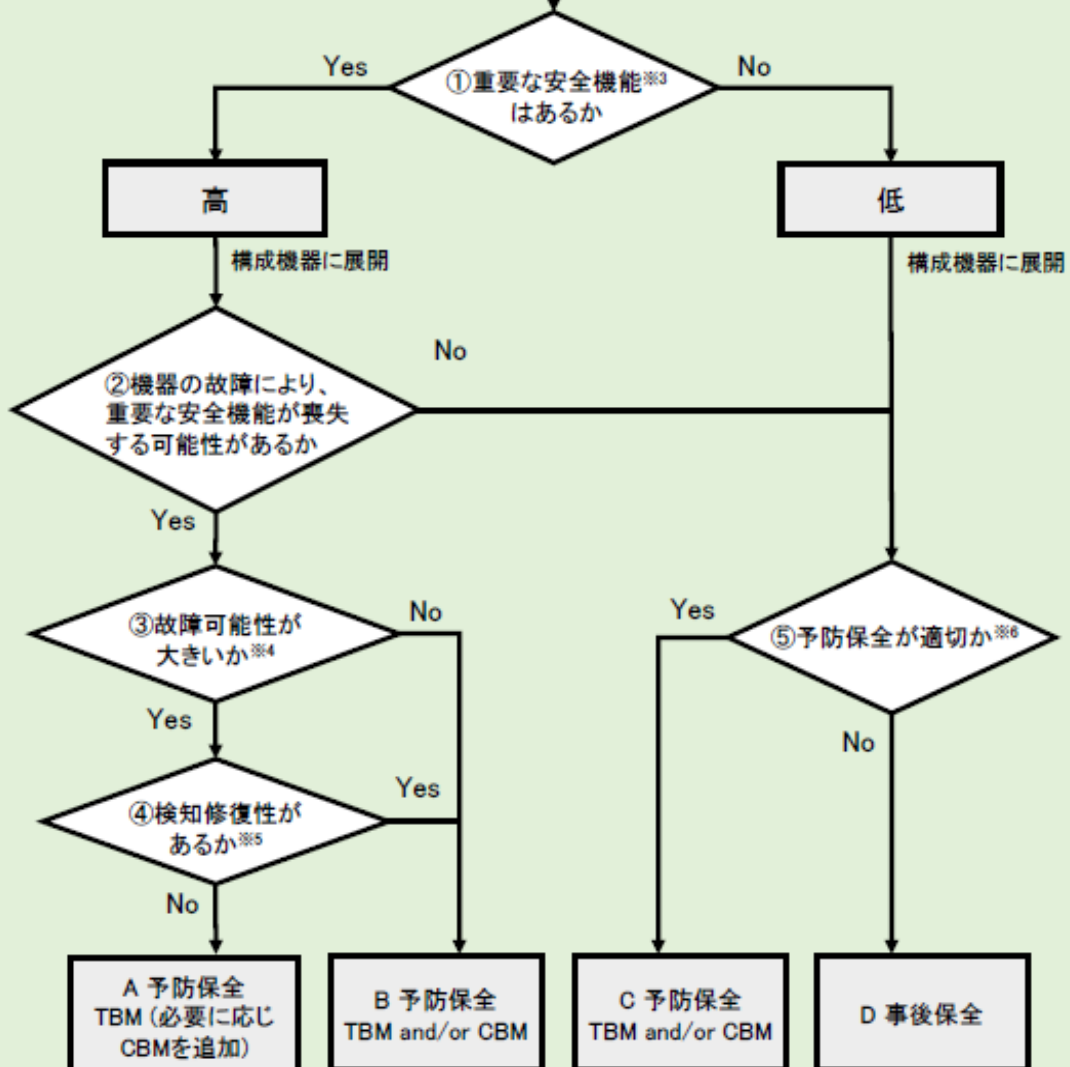 ①重要な安全機能※3
はあるか
Yes
No
高
低
構成機器に展開
構成機器に展開
②機器の故障により、
重要な安全機能が喪失
する可能性があるか
No
Yes
③故障可能性が
大きいか※4
No
Yes
⑤予防保全が適切か※6
Yes
No
④検知修復性が
あるか※5
Yes
No
A 予防保全
TBM (必要に応じ
CBMを追加)
B 予防保全
TBM and/or CBM
C 予防保全
TBM and/or CBM
D 事後保全